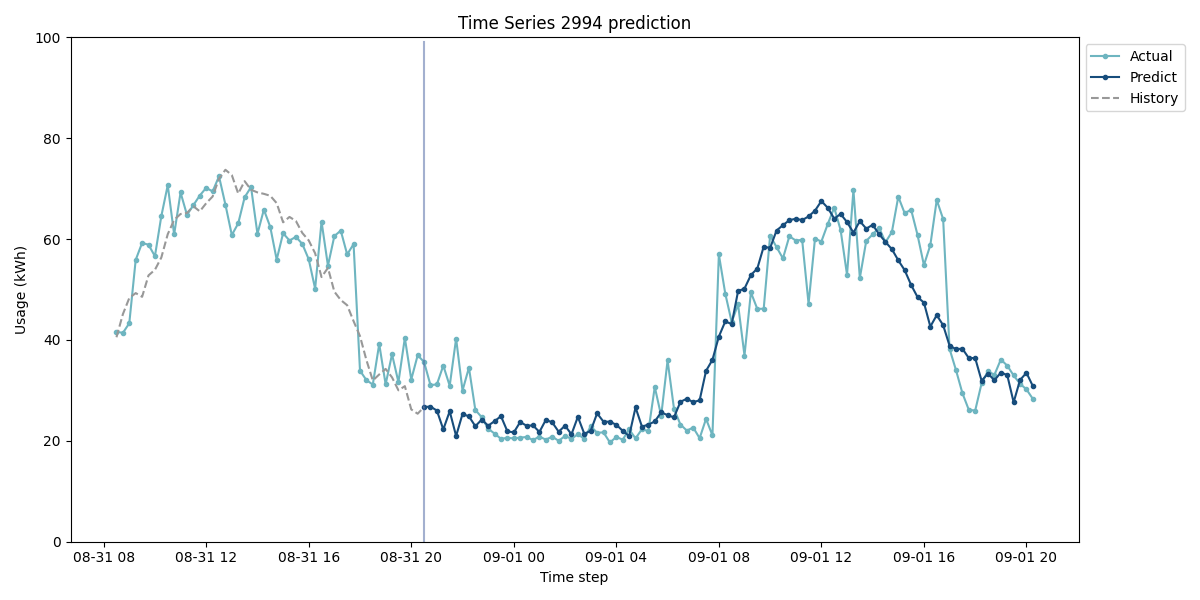 Time Series 2994 prediction
100
80
60
40
20
0
Usage (kWh)
08-31 08 08-31 12 08-31 16 08-31 20 09-01 00 09-01 04 09-01 08 09-01 12 09-01 16 09-01 20
Time step
Actual
Predict
History